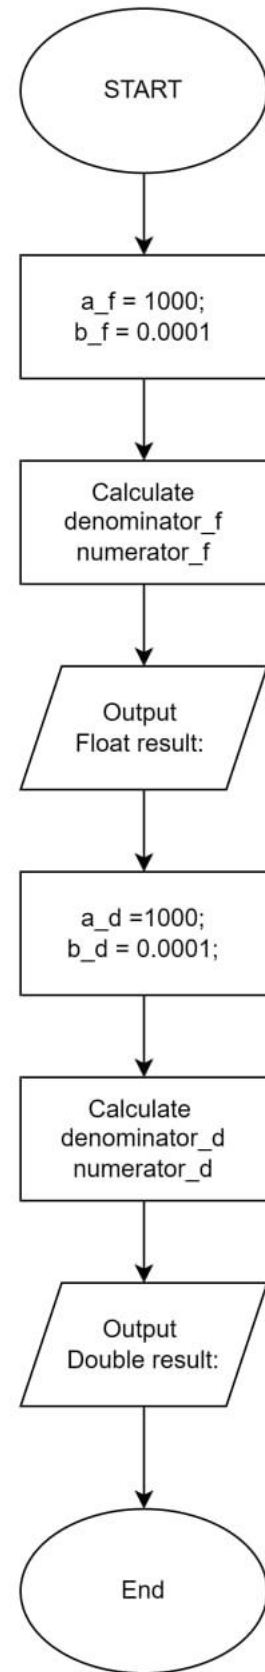 START
a_f = 1000;
b_f = 0.0001
Calculate
denominator_f
numerator_f
Output
Float result:
a_d =1000;
b_d = 0.0001;
Calculate
denominator_d
numerator_d
Output
Double result:
End